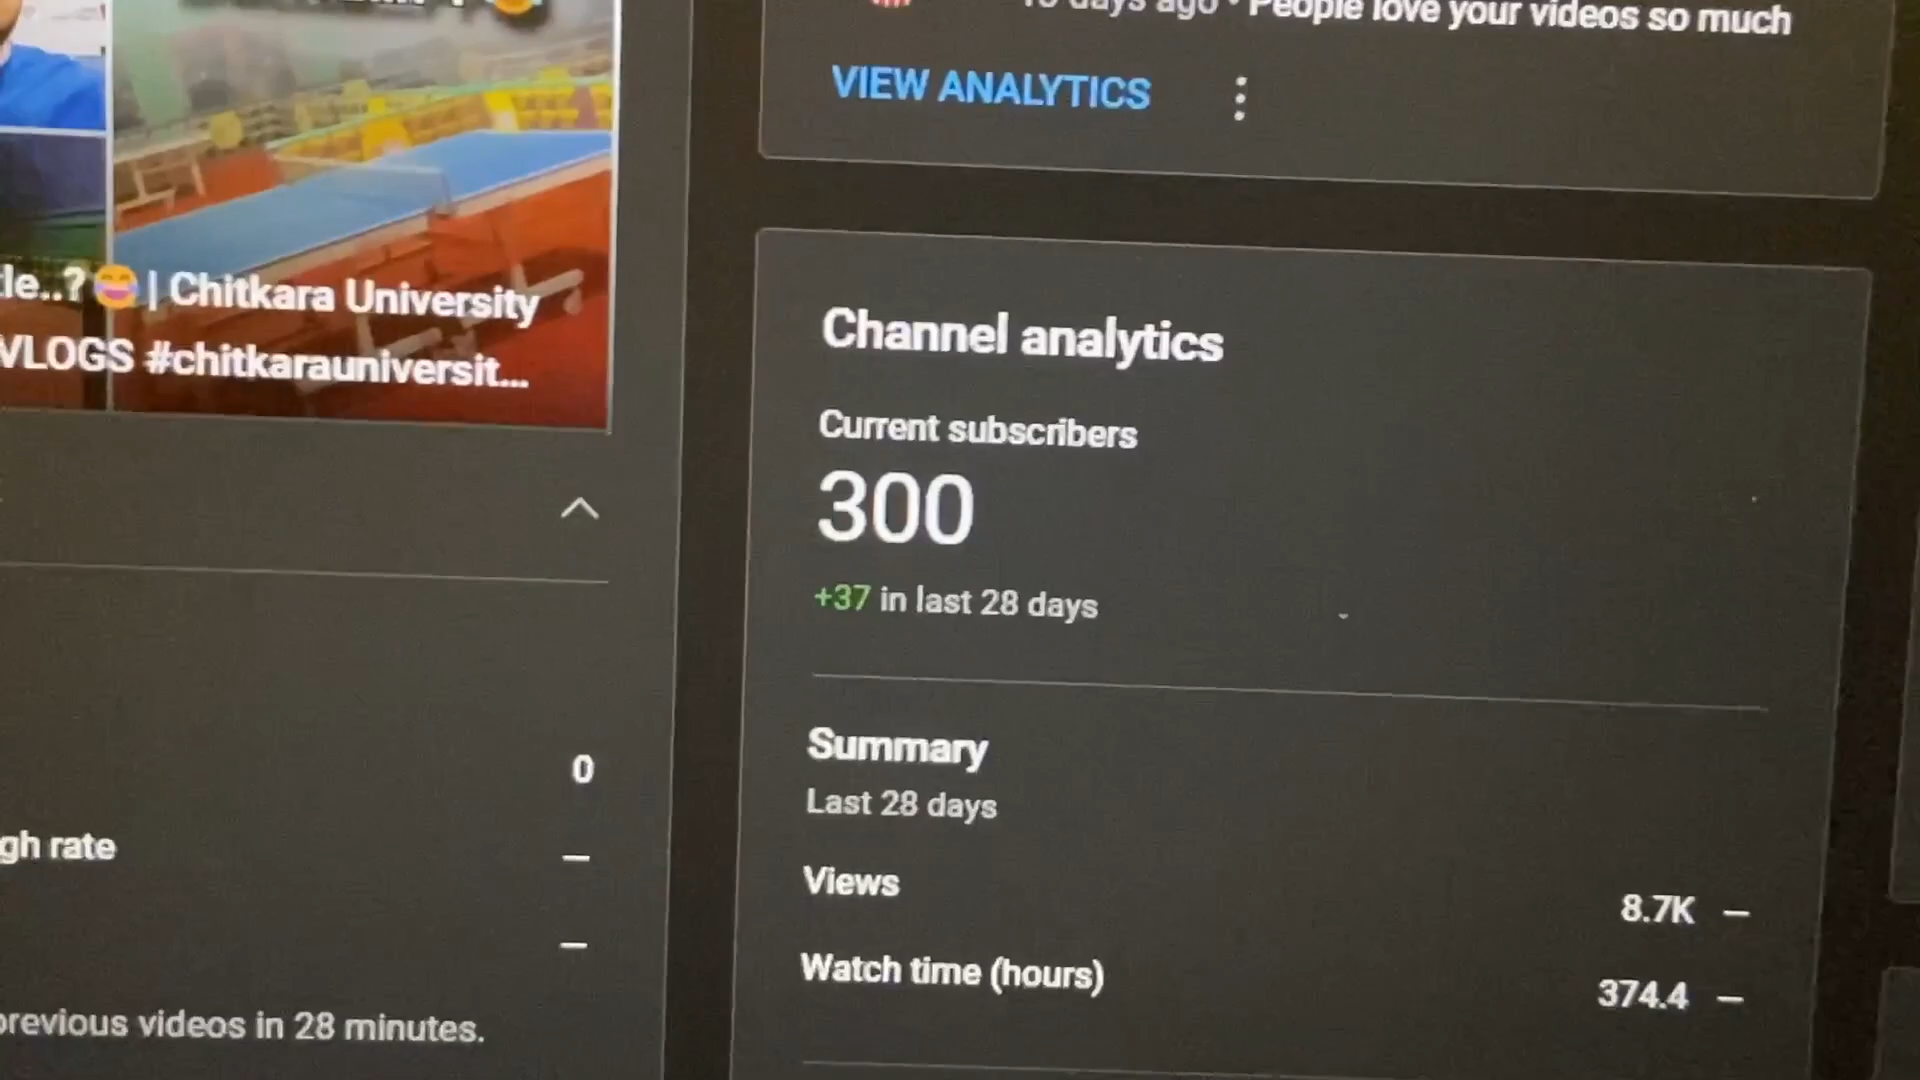 days ago • People love your videos so much
VIEW ANALYTICS
| Chitkara University
VLOGS #chitkarauniversit...
Channel analytics
Current subscribers
300
+37 in last 28 days
0
rate
—
—
previous videos in 28 minutes.
Summary
Last 28 days
Views
8.7K —
Watch time (hours)
374.4 —